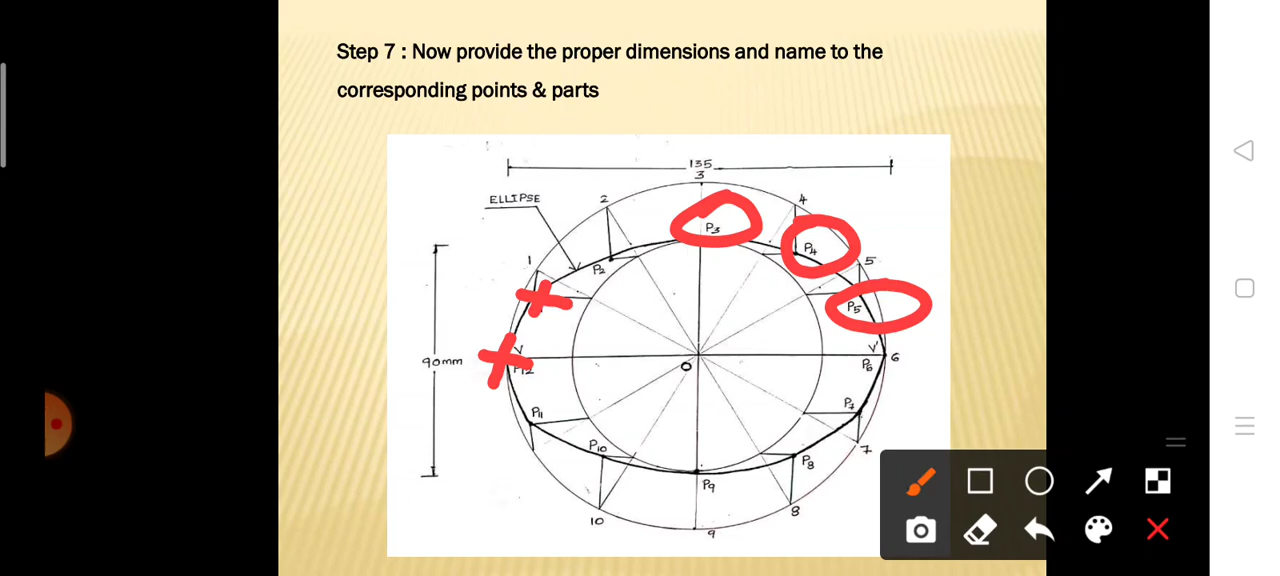 Step 7 : Now provide the proper dimensions and name to the
corresponding points & parts
135
3
ELLIPSE
2
4
P3
P4
1
P2
5
P5
V
V'
90mm
P12
O
P6
6
P11
P7
P10
7
P8
P9
10
8
9